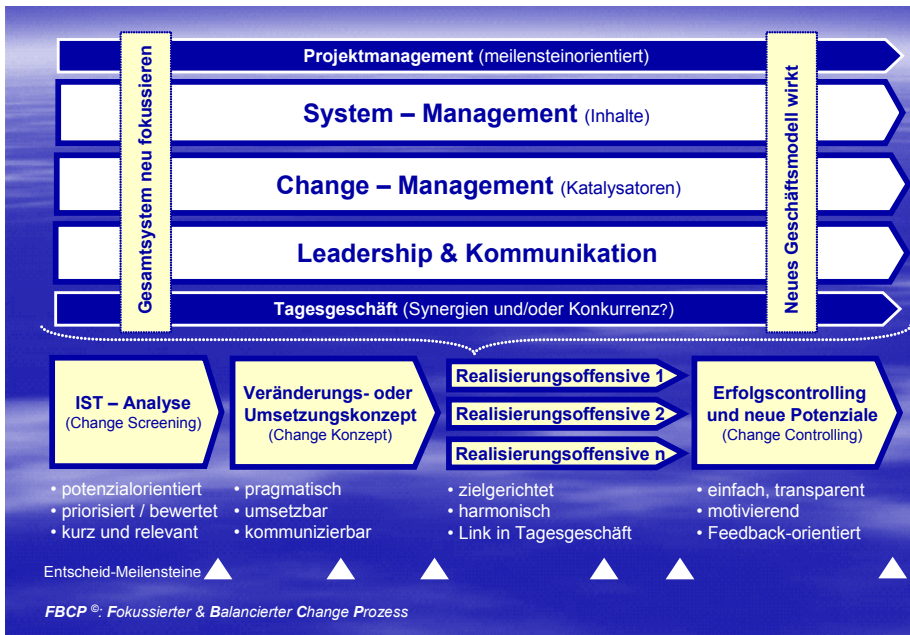 Projektmanagement (meilensteinorientiert)
System – Management (Inhalte)
Change – Management (Katalysatoren)
Leadership & Kommunikation
Tagesgeschäft (Synergien und/oder Konkurrenz?)
Gesamtsystem neu fokussieren
Neues Geschäftsmodell wirkt
IST – Analyse
(Change Screening)
Veränderungs- oder
Umsetzungskonzept
(Change Konzept)
Realisierungsoffensive 1
Realisierungsoffensive 2
Realisierungsoffensive n
Erfolgscontrolling
und neue Potenziale
(Change Controlling)
• potenzialorientiert
• priorisiert / bewertet
• kurz und relevant
• pragmatisch
• umsetzbar
• kommunizierbar
• zielgerichtet
• harmonisch
• Link in Tagesgeschäft
• einfach, transparent
• motivierend
• Feedback-orientiert
Entscheid-Meilensteine
FBCP ©: Fokussierter & Balancierter Change Prozess